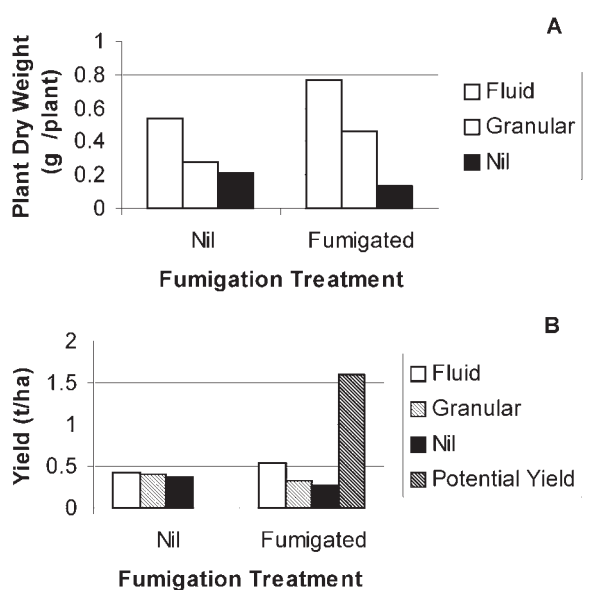 A
Plant Dry Weight
(g /plant)
1
0.8
0.6
0.4
0.2
0
Fluid
Granular
Nil
Nil
Fumigated
Fumigation Treatment
B
Yield (t/ha)
2
1.5
1
0.5
0
Fluid
Granular
Nil
Potential Yield
Nil
Fumigated
Fumigation Treatment